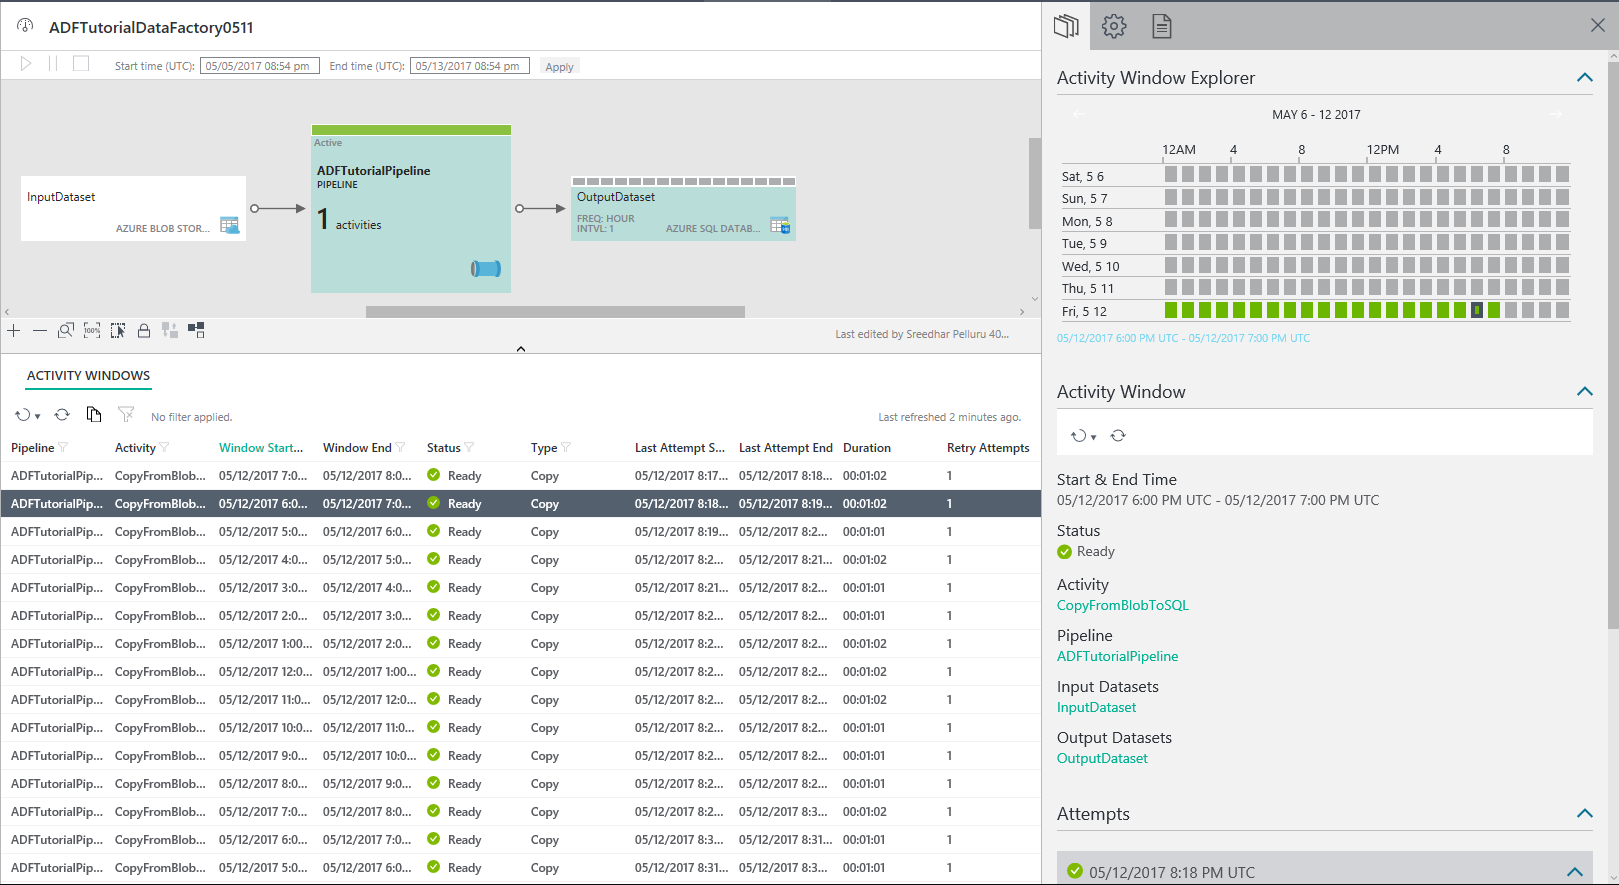 ADFTutorialDataFactory0511
Start time (UTC): 05/05/2017 08:54 pm End time (UTC): 05/13/2017 08:54 pm Apply
InputDataset
AZURE BLOB STOR...
Active
ADFTutorialPipeline
PIPELINE
1 activities
OutputDataset
FREQ: HOUR
INTVL: 1 AZURE SQL DATAB...
100%
Last edited by Sreedhar Pelluru 40...
ACTIVITY WINDOWS
No filter applied. Last refreshed 2 minutes ago.
Pipeline Activity Window Start... Window End Status Type Last Attempt S... Last Attempt End Duration Retry Attempts
ADFTutorialPip... CopyFromBlob... 05/12/2017 7:0... 05/12/2017 8:0... Ready Copy 05/12/2017 8:17... 05/12/2017 8:18... 00:01:02 1
ADFTutorialPip... CopyFromBlob... 05/12/2017 6:0... 05/12/2017 7:0... Ready Copy 05/12/2017 8:18... 05/12/2017 8:19... 00:01:02 1
ADFTutorialPip... CopyFromBlob... 05/12/2017 5:0... 05/12/2017 6:0... Ready Copy 05/12/2017 8:19... 05/12/2017 8:2... 00:01:01 1
ADFTutorialPip... CopyFromBlob... 05/12/2017 4:0... 05/12/2017 5:0... Ready Copy 05/12/2017 8:2... 05/12/2017 8:21... 00:01:02 1
ADFTutorialPip... CopyFromBlob... 05/12/2017 3:0... 05/12/2017 4:0... Ready Copy 05/12/2017 8:21... 05/12/2017 8:2... 00:01:01 1
ADFTutorialPip... CopyFromBlob... 05/12/2017 2:0... 05/12/2017 3:0... Ready Copy 05/12/2017 8:2... 05/12/2017 8:2... 00:01:01 1
ADFTutorialPip... CopyFromBlob... 05/12/2017 1:00... 05/12/2017 2:0... Ready Copy 05/12/2017 8:2... 05/12/2017 8:2... 00:01:02 1
ADFTutorialPip... CopyFromBlob... 05/12/2017 12:0... 05/12/2017 1:00... Ready Copy 05/12/2017 8:2... 05/12/2017 8:2... 00:01:02 1
ADFTutorialPip... CopyFromBlob... 05/12/2017 11:0... 05/12/2017 12:0... Ready Copy 05/12/2017 8:2... 05/12/2017 8:2... 00:01:02 1
ADFTutorialPip... CopyFromBlob... 05/12/2017 10:0... 05/12/2017 11:0... Ready Copy 05/12/2017 8:2... 05/12/2017 8:2... 00:01:01 1
ADFTutorialPip... CopyFromBlob... 05/12/2017 9:0... 05/12/2017 10:0... Ready Copy 05/12/2017 8:2... 05/12/2017 8:2... 00:01:01 1
ADFTutorialPip... CopyFromBlob... 05/12/2017 8:0... 05/12/2017 9:0... Ready Copy 05/12/2017 8:2... 05/12/2017 8:2... 00:01:01 1
ADFTutorialPip... CopyFromBlob... 05/12/2017 7:0... 05/12/2017 8:0... Ready Copy 05/12/2017 8:2... 05/12/2017 8:3... 00:01:02 1
ADFTutorialPip... CopyFromBlob... 05/12/2017 6:0... 05/12/2017 7:0... Ready Copy 05/12/2017 8:3... 05/12/2017 8:31... 00:01:01 1
ADFTutorialPip... CopyFromBlob... 05/12/2017 5:0... 05/12/2017 6:0... Ready Copy 05/12/2017 8:31... 05/12/2017 8:3... 00:01:01 1
Activity Window Explorer
MAY 6 - 12 2017
12AM 4 8 12PM 4 8
Sat, 5 6
Sun, 5 7
Mon, 5 8
Tue, 5 9
Wed, 5 10
Thu, 5 11
Fri, 5 12
05/12/2017 6:00 PM UTC - 05/12/2017 7:00 PM UTC
Activity Window
Start & End Time
05/12/2017 6:00 PM UTC - 05/12/2017 7:00 PM UTC
Status
Ready
Activity
CopyFromBlobToSQL
Pipeline
ADFTutorialPipeline
Input Datasets
InputDataset
Output Datasets
OutputDataset
Attempts
05/12/2017 8:18 PM UTC